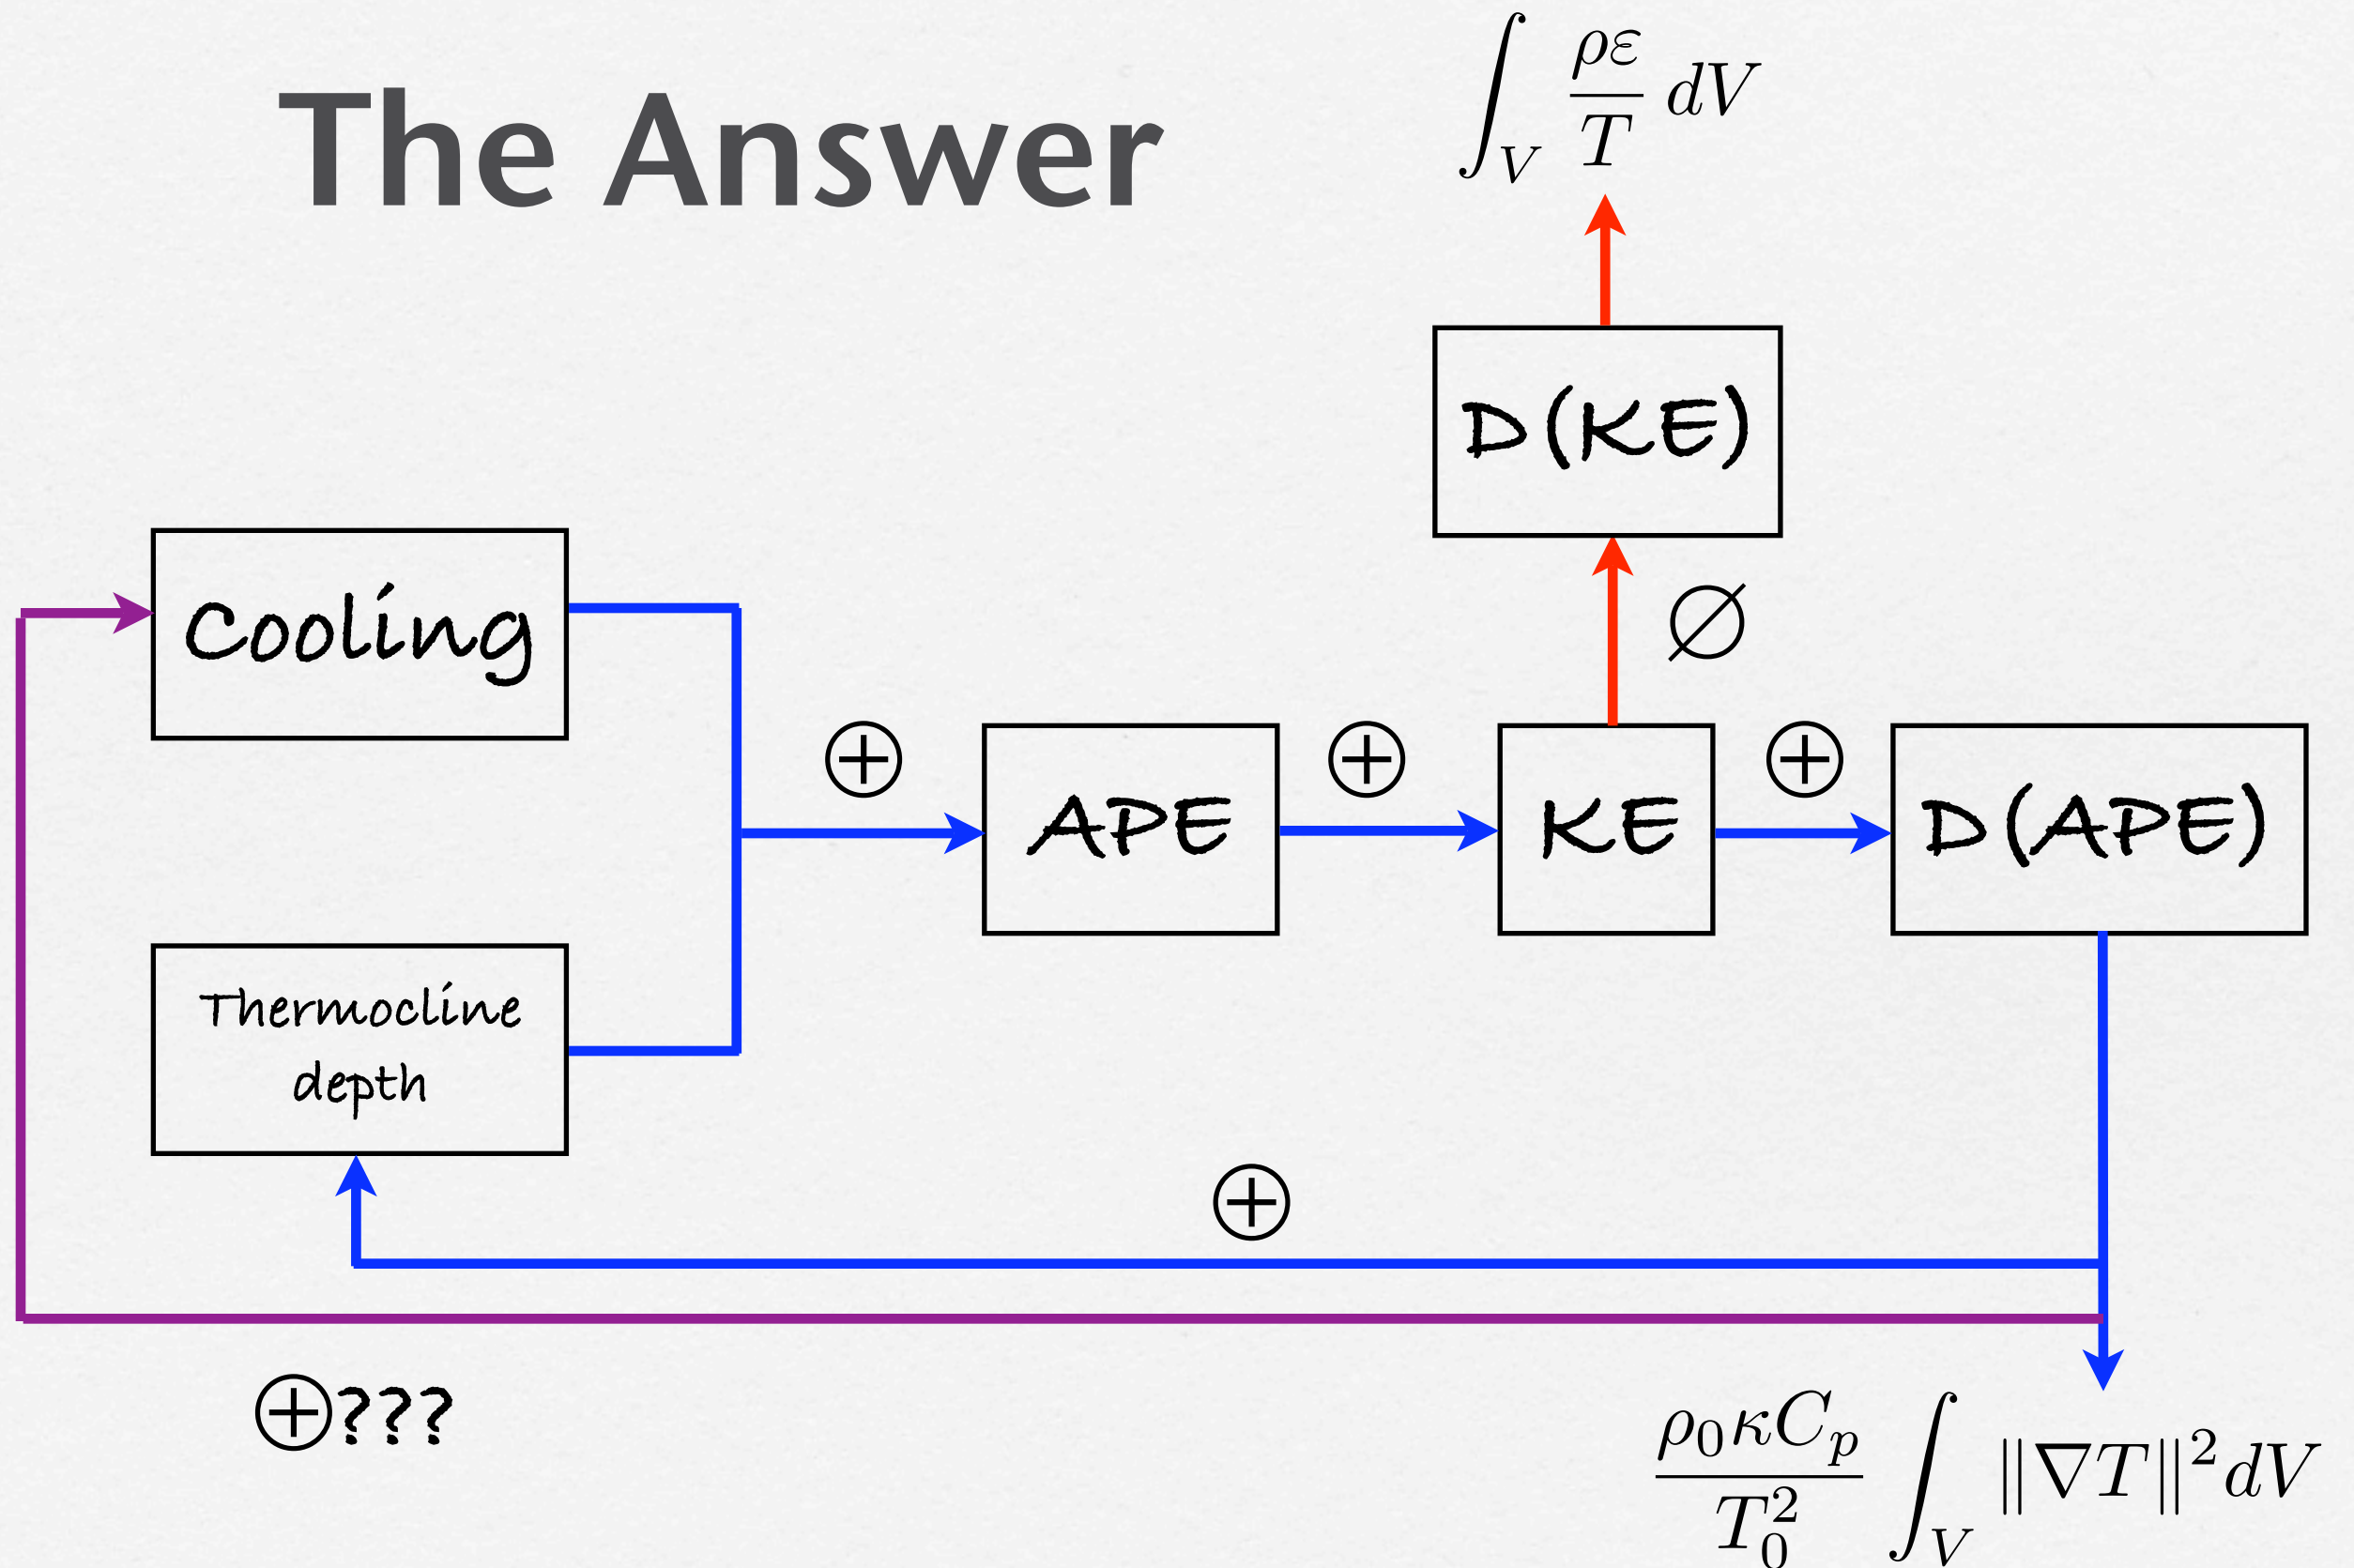 The Answer
∫_V ρε/T dV
D(KE)
∅
Cooling
⊕
APE
⊕
KE
⊕
D(APE)
Thermocline
depth
⊕
⊕???
ρ₀κC_p/T₀² ∫_V ‖∇T‖² dV